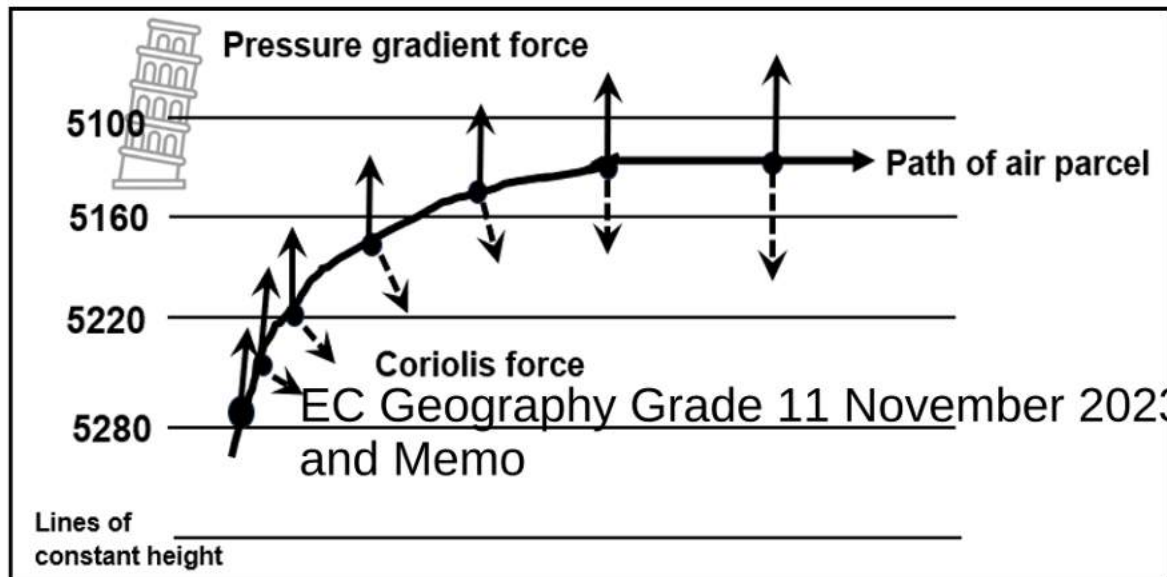 Pressure gradient force
5100
Path of air parcel
5160
5220
Coriolis force
EC Geography Grade 11 November 2023
5280
and Memo
Lines of
constant height